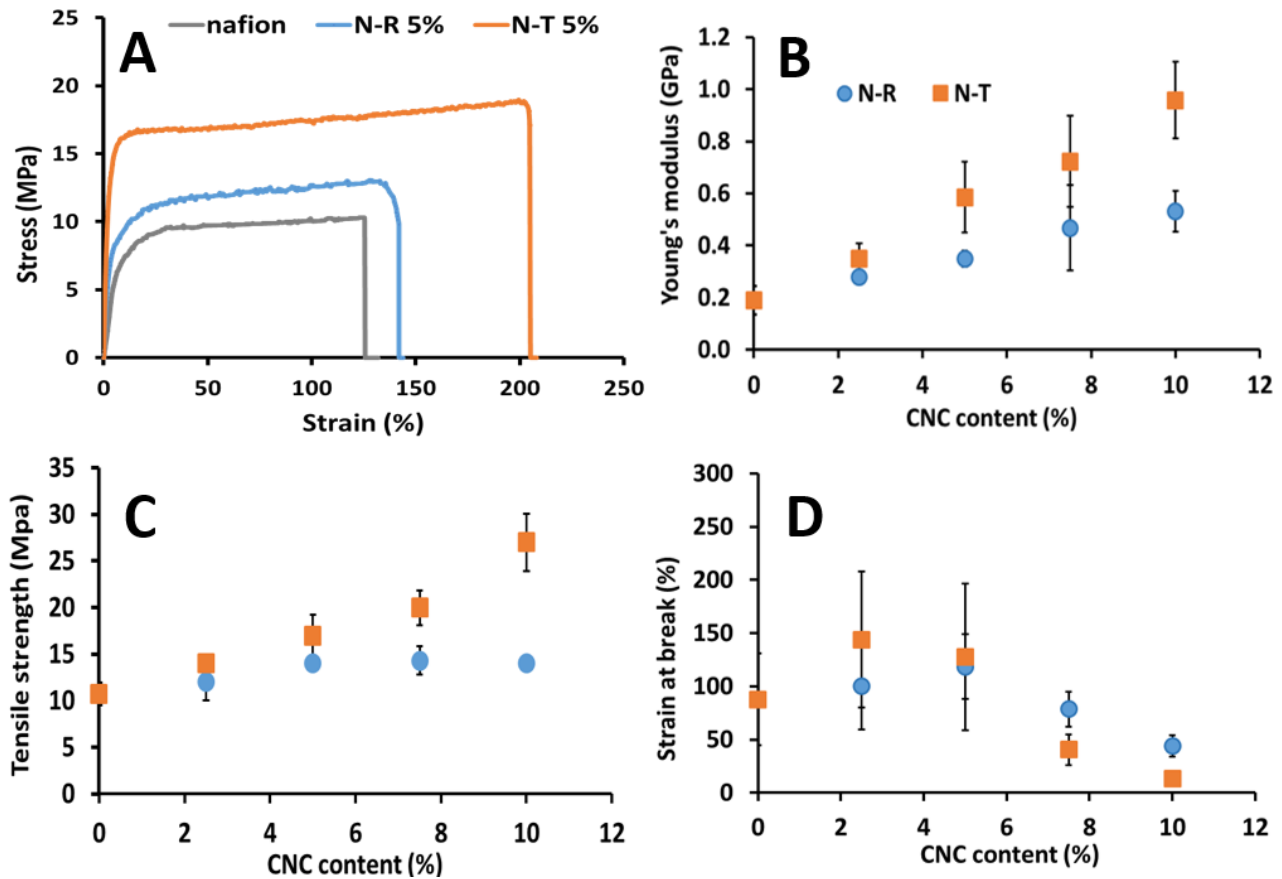 A
nafion N-R 5% N-T 5%
Stress (MPa)
25
20
15
10
5
0
0 50 100 150 200 250
Strain (%)
B
N-R N-T
Young's modulus (GPa)
1.2
1.0
0.8
0.6
0.4
0.2
0.0
0 2 4 6 8 10 12
CNC content (%)
C
Tensile strength (Mpa)
35
30
25
20
15
10
5
0
0 2 4 6 8 10 12
CNC content (%)
D
Strain at break (%)
300
250
200
150
100
50
0
0 2 4 6 8 10 12
CNC content (%)